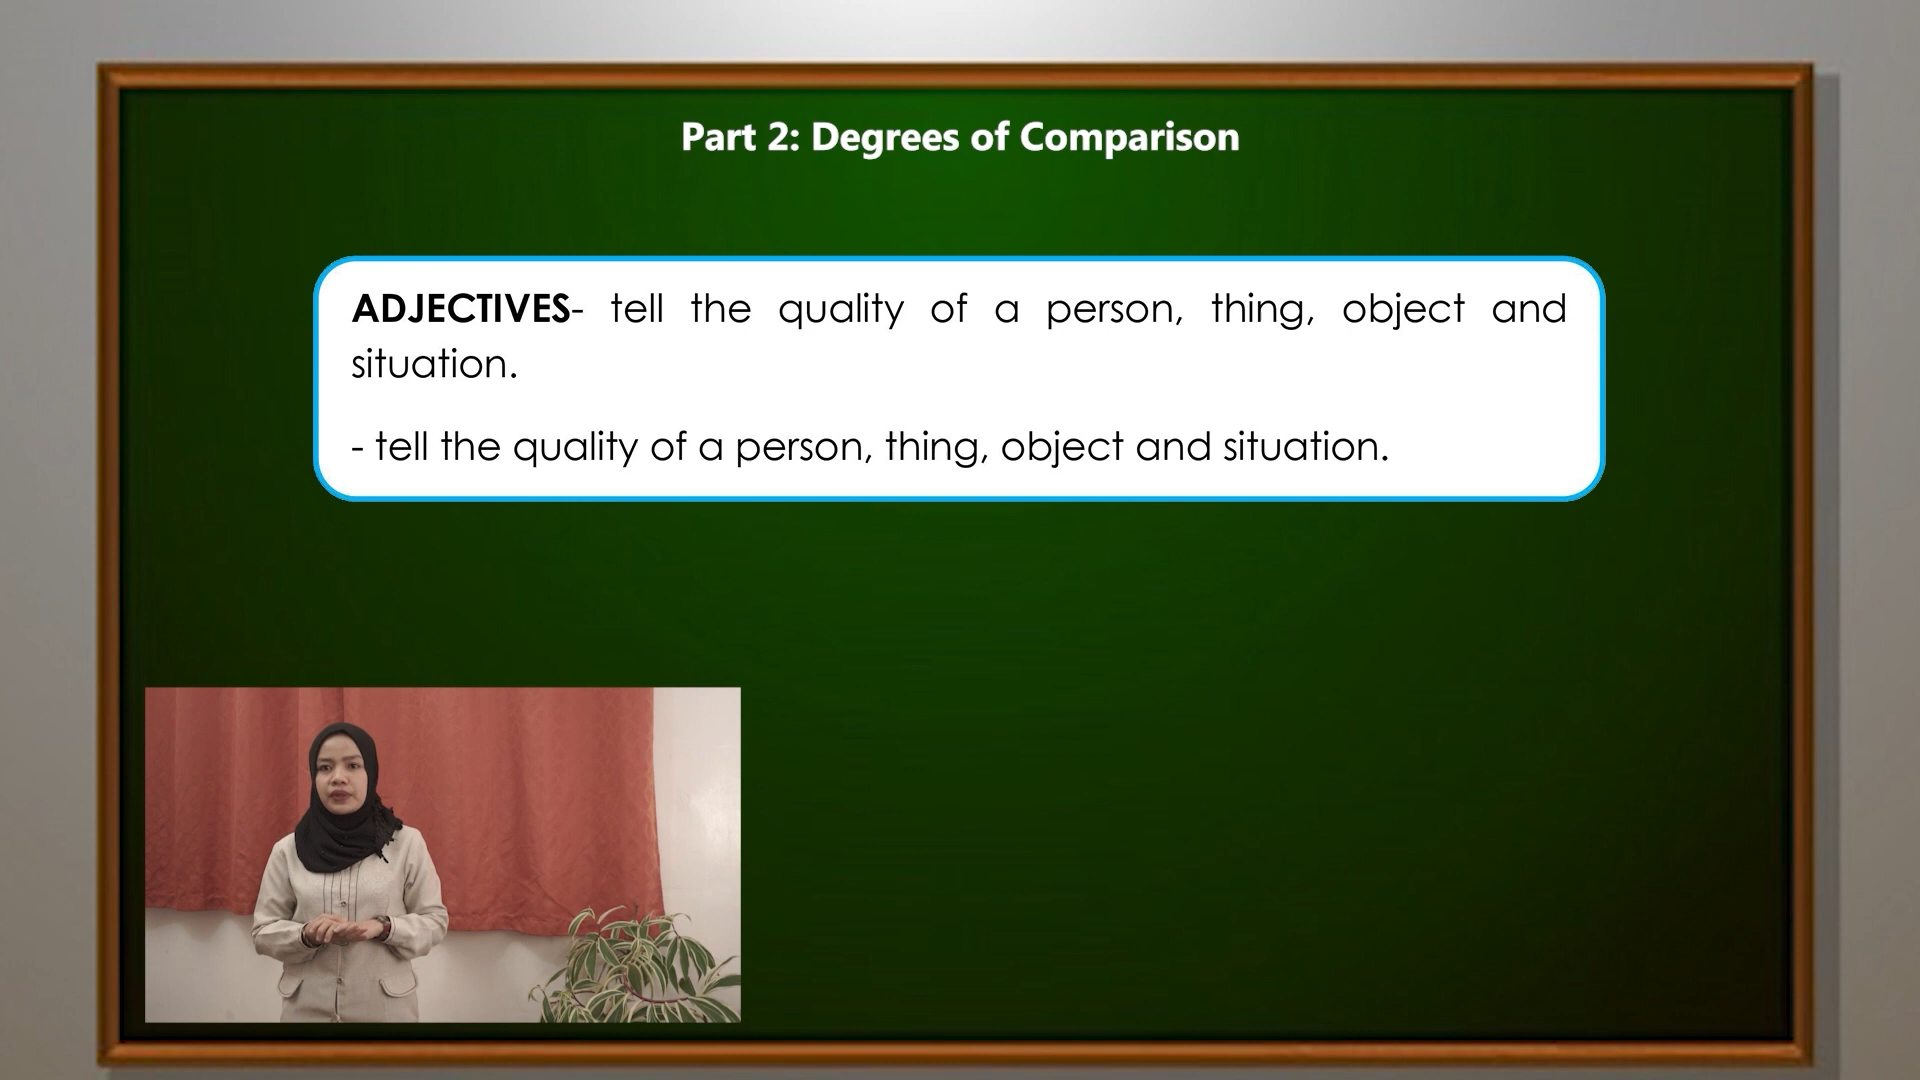 Part 2: Degrees of Comparison
ADJECTIVES- tell the quality of a person, thing, object and
situation.
- tell the quality of a person, thing, object and situation.